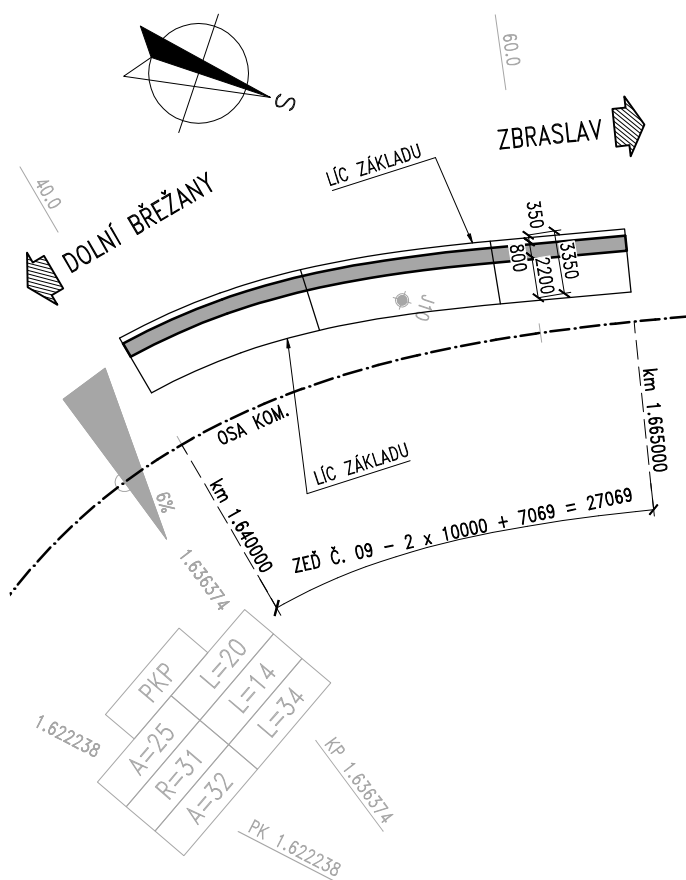 60.0
S
ZBRASLAV
LÍC ZÁKLADU
40.0
DOLNÍ BŘEŽANY
350
800
2200
3350
J10
OSA KOM.
LÍC ZÁKLADU
km 1.665000
6%
km 1.640000
ZEĎ Č. 09 – 2 x 10000 + 7069 = 27069
1.636374
PKP
L=20
L=14
L=34
A=25
R=31
A=32
1.622238
KP 1.636374
PK 1.622238